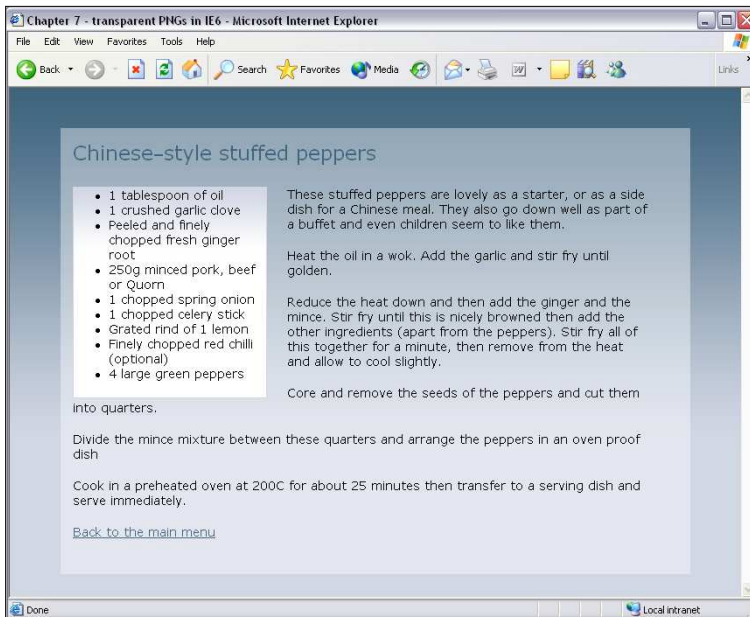 Chapter 7 - transparent PNGs in IE6 - Microsoft Internet Explorer
File Edit View Favorites Tools Help
Back Search Favorites Media Links
Chinese-style stuffed peppers
1 tablespoon of oil
1 crushed garlic clove
Peeled and finely
chopped fresh ginger
root
250g minced pork, beef
or Quorn
1 chopped spring onion
1 chopped celery stick
Grated rind of 1 lemon
Finely chopped red chilli
(optional)
4 large green peppers
These stuffed peppers are lovely as a starter, or as a side
dish for a Chinese meal. They also go down well as part of
a buffet and even children seem to like them.
Heat the oil in a wok. Add the garlic and stir fry until
golden.
Reduce the heat down and then add the ginger and the
mince. Stir fry until this is nicely browned then add the
other ingredients (apart from the peppers). Stir fry all of
this together for a minute, then remove from the heat
and allow to cool slightly.
Core and remove the seeds of the peppers and cut them
into quarters.
Divide the mince mixture between these quarters and arrange the peppers in an oven proof
dish
Cook in a preheated oven at 200C for about 25 minutes then transfer to a serving dish and
serve immediately.
Back to the main menu
Done Local intranet